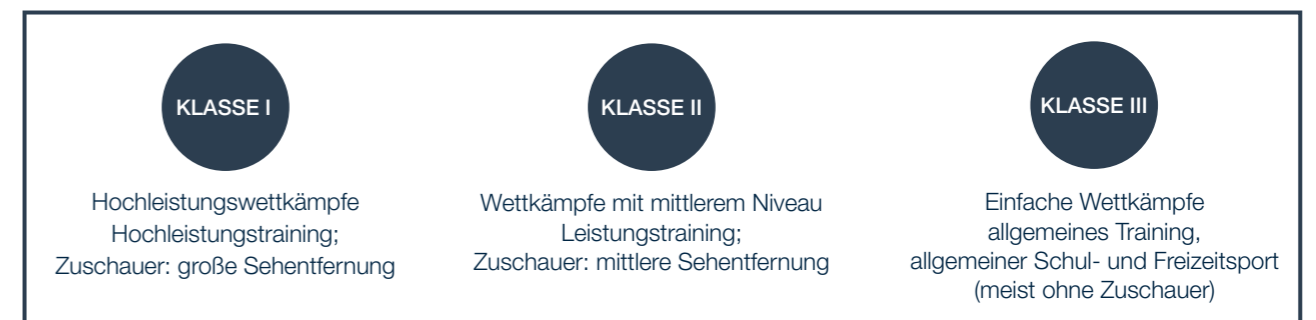 KLASSE I
Hochleistungswettkämpfe
Hochleistungstraining;
Zuschauer: große Sehentfernung
KLASSE II
Wettkämpfe mit mittlerem Niveau
Leistungstraining;
Zuschauer: mittlere Sehentfernung
KLASSE III
Einfache Wettkämpfe
allgemeines Training,
allgemeiner Schul- und Freizeitsport
(meist ohne Zuschauer)